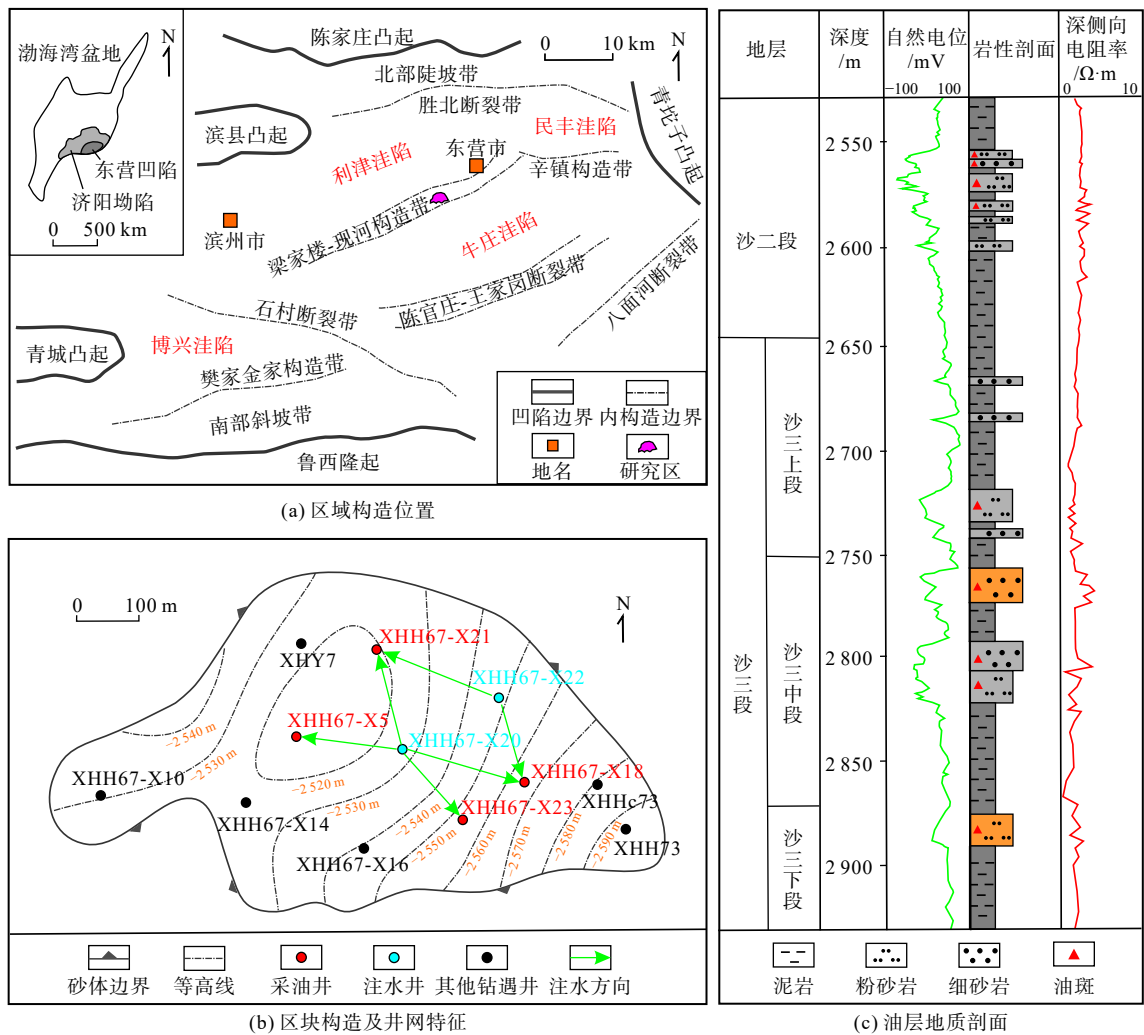 渤海湾盆地
N
东营凹陷
济阳坳陷
0 500 km
陈家庄凸起
0 10 km
N
北部陡坡带
胜北断裂带
滨县凸起
民丰洼陷
青坨子凸起
利津洼陷
东营市
辛镇构造带
滨州市
梁家楼-现河构造带
牛庄洼陷
石村断裂带
陈官庄-王家岗断裂带
八面河断裂带
青城凸起
博兴洼陷
樊家金家构造带
南部斜坡带
鲁西隆起
凹陷边界
内构造边界
地名
研究区
(a) 区域构造位置
0 100 m
N
XHY7
XHH67-X21
XHH67-X22
XHH67-X5
XHH67-X20
XHH67-X18
XHHc73
XHH67-X10
XHH67-X14
XHH67-X23
XHH67-X16
XHH73
−2 540 m
−2 530 m
−2 520 m
−2 530 m
−2 540 m
−2 550 m
−2 560 m
−2 570 m
−2 580 m
−2 590 m
砂体边界
等高线
采油井
注水井
其他钻遇井
注水方向
(b) 区块构造及井网特征
地层
深度
/m
自然电位
/mV
−100 100
岩性剖面
深侧向
电阻率
/Ω·m
0 10
沙二段
沙三段
沙三上段
沙三中段
沙三下段
2 550
2 600
2 650
2 700
2 750
2 800
2 850
2 900
泥岩
粉砂岩
细砂岩
油斑
(c) 油层地质剖面